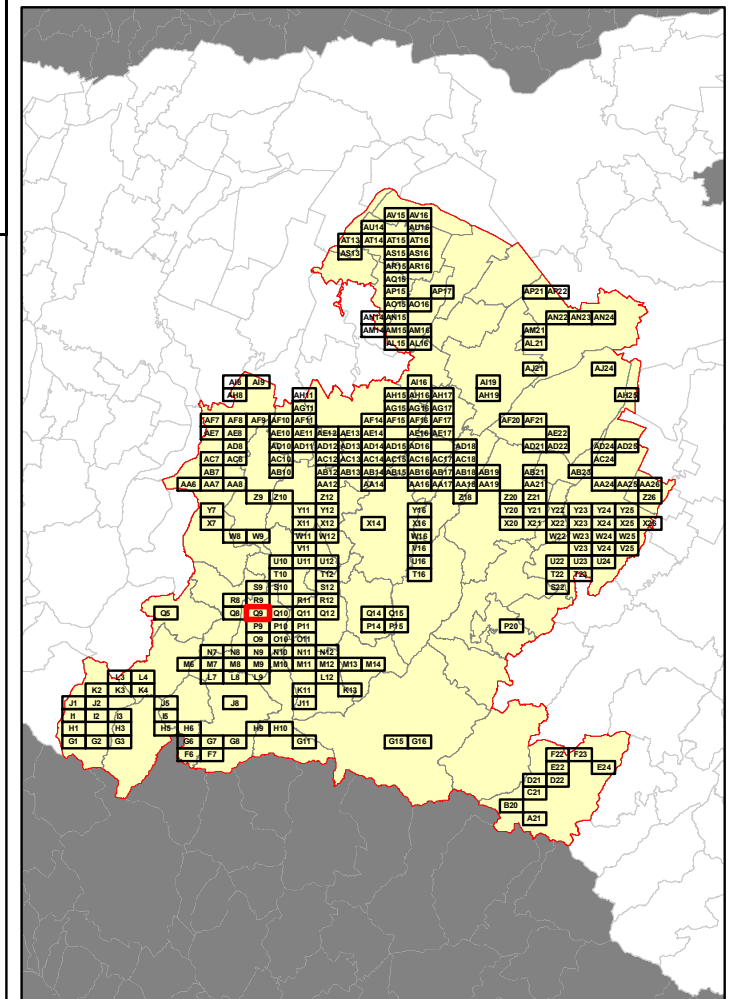 AV15 AV16
AU14 AU16
AT13 AT14 AT15 AT16
AS13 AS15 AS16
AR15 AR16
AQ15
AP15 AP17 AP21 AP22
AO15 AO16
AN14 AN15 AN22 AN23 AN24
AM14 AM15 AM16 AM21
AL15 AL16 AL21
AJ21 AJ24
AI8 AI9 AI16 AI19
AH8 AH11 AH15 AH16 AH17 AH19 AH25
AG11 AG15 AG16 AG17
AF7 AF8 AF9 AF10 AF11 AF14 AF15 AF16 AF17 AF20 AF21
AE7 AE8 AE10 AE11 AE12 AE13 AE14 AE16 AE17 AE22
AD8 AD10 AD11 AD12 AD13 AD14 AD15 AD16 AD18 AD21 AD22 AD24 AD25
AC7 AC8 AC10 AC12 AC13 AC14 AC15 AC16 AC17 AC18 AC24
AB7 AB10 AB12 AB13 AB14 AB15 AB16 AB17 AB18 AB19 AB21 AB23
AA6 AA7 AA8 AA12 AA14 AA16 AA17 AA18 AA19 AA21 AA24 AA25 AA26
Z9 Z10 Z12 Z18 Z20 Z21 Z26
Y7 Y11 Y12 Y16 Y20 Y21 Y22 Y23 Y24 Y25
X7 X11 X12 X14 X16 X20 X21 X22 X23 X24 X25 X26
W8 W9 W11 W12 W16 W22 W23 W24 W25
V11 V16 V23 V24 V25
U10 U11 U12 U16 U22 U23 U24
T10 T12 T16 T22 T23
S9 S10 S12 S22
R8 R9 R11 R12
Q5 Q8 Q9 Q10 Q11 Q12 Q14 Q15
P9 P10 P11 P14 P15 P20
O9 O10 O11
N7 N8 N9 N10 N11 N12
M6 M7 M8 M9 M10 M11 M12 M13 M14
L3 L4 L7 L8 L9 L12
K2 K3 K4 K11 K13
J1 J2 J5 J8 J11
I1 I2 I3 I5
H1 H3 H5 H6 H9 H10
G1 G2 G3 G6 G7 G8 G11 G15 G16
F6 F7 F22 F23
E22 E24
D21 D22
C21
B20
A21